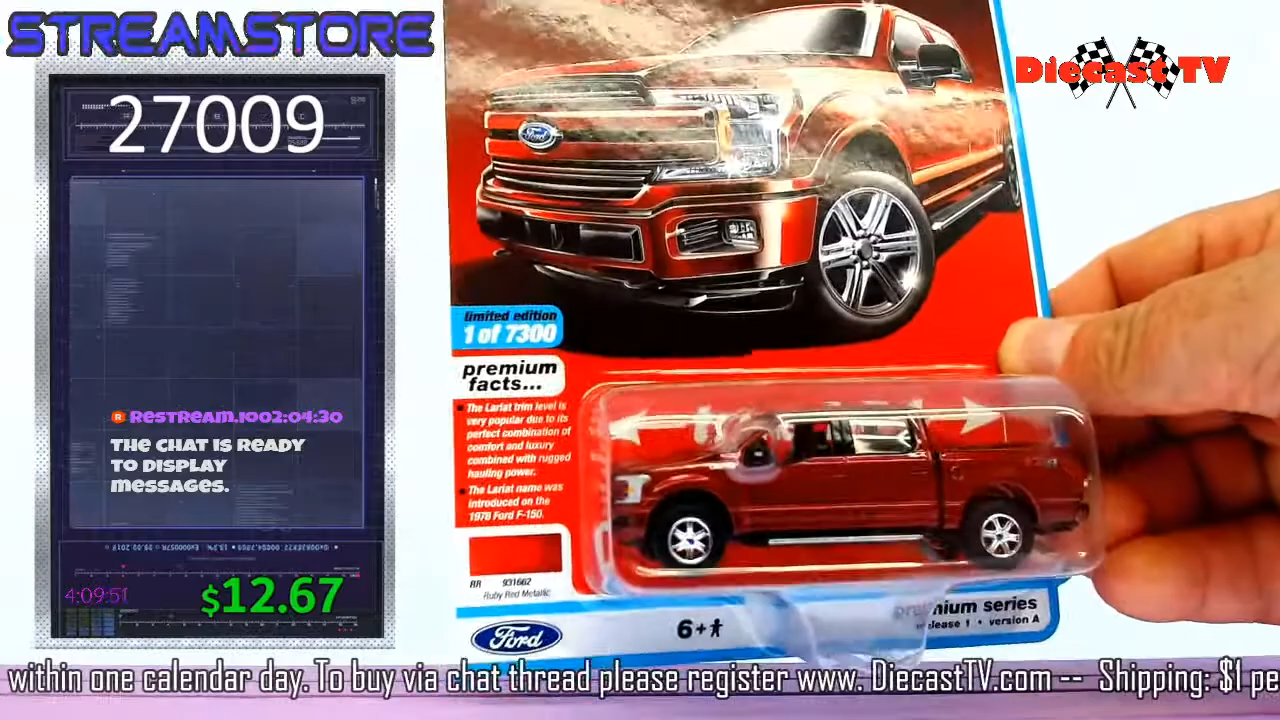 STREAMSTORE
27009
Restream.io 02:04:30
The chat is ready
to display
messages.
4:09:51
$12.67
Diecast TV
Ford
limited edition
1 of 7300
premium
facts...
The Lariat trim level is
very popular due to its
perfect combination of
comfort and luxury
combined with rugged
hauling power.
The Lariat name was
introduced on the
1978 Ford F-150.
RR 931662
Ruby Red Metallic
Ford
6+
premium series
release 1 • version A
within one calendar day. To buy via chat thread please register www. DiecastTV.com -- Shipping: $1 pe